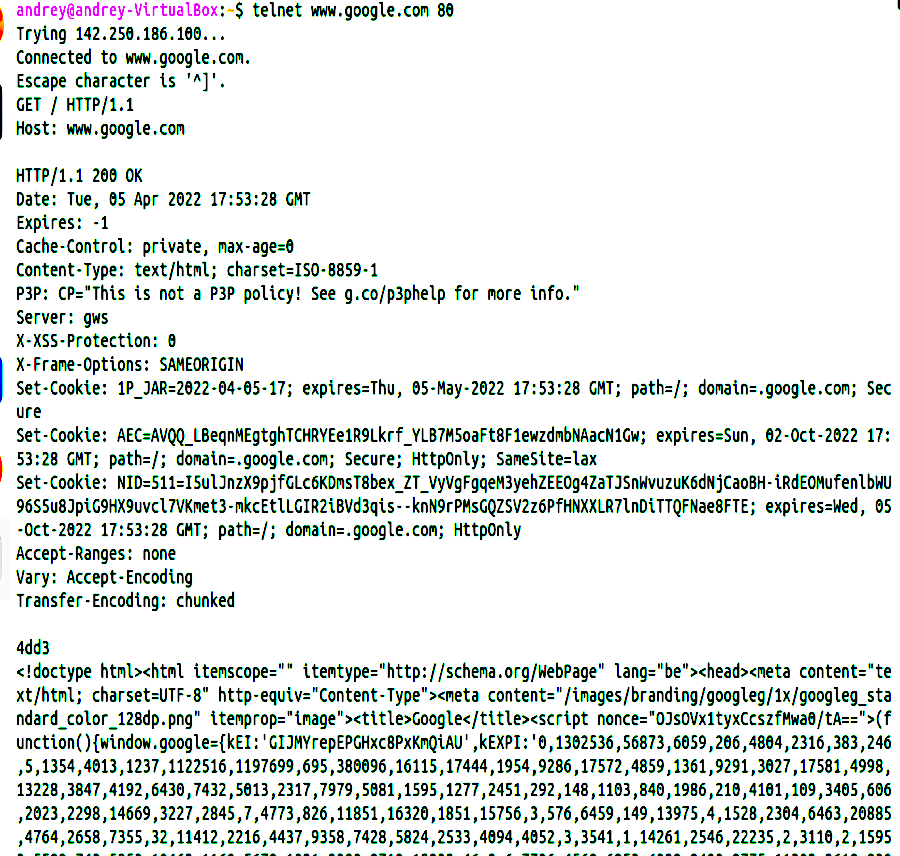 andrey@andrey-VirtualBox:~$ telnet www.google.com 80
Trying 142.250.186.100...
Connected to www.google.com.
Escape character is '^]'.
GET / HTTP/1.1
Host: www.google.com
HTTP/1.1 200 OK
Date: Tue, 05 Apr 2022 17:53:28 GMT
Expires: -1
Cache-Control: private, max-age=0
Content-Type: text/html; charset=ISO-8859-1
P3P: CP="This is not a P3P policy! See g.co/p3phelp for more info."
Server: gws
X-XSS-Protection: 0
X-Frame-Options: SAMEORIGIN
Set-Cookie: 1P_JAR=2022-04-05-17; expires=Thu, 05-May-2022 17:53:28 GMT; path=/; domain=.google.com; Sec
ure
Set-Cookie: AEC=AVQQ_LBeqnMEgtghTCHRYEe1R9Lkrf_YLB7M5oaFt8F1ewzdmbNAacN1Gw; expires=Sun, 02-Oct-2022 17:
53:28 GMT; path=/; domain=.google.com; Secure; HttpOnly; SameSite=lax
Set-Cookie: NID=511=I5ulJnzX9pjfGLc6KDmsT8bex_ZT_VyVgFgqeM3yehZEEOg4ZaTJSnWvuzuK6dNjCaoBH-iRdEOMufenlbWU
96S5u8JpiG9HX9uvcl7VKmet3-mkcEtlLGIR2iBVd3qis--knN9rPMsGQZSV2z6PfHNXXLR7lnDiTTQFNae8FTE; expires=Wed, 05
-Oct-2022 17:53:28 GMT; path=/; domain=.google.com; HttpOnly
Accept-Ranges: none
Vary: Accept-Encoding
Transfer-Encoding: chunked
4dd3
<!doctype html><html itemscope="" itemtype="http://schema.org/WebPage" lang="be"><head><meta content="te
xt/html; charset=UTF-8" http-equiv="Content-Type"><meta content="/images/branding/googleg/1x/googleg_sta
ndard_color_128dp.png" itemprop="image"><title>Google</title><script nonce="OJsOVx1tyxCcszfMwa0/tA==">(f
unction(){window.google={kEI:'GIJMYrepEPGHxc8PxKmQiAU',kEXPI:'0,1302536,56873,6059,206,4804,2316,383,246
,5,1354,4013,1237,1122516,1197699,695,380096,16115,17444,1954,9286,17572,4859,1361,9291,3027,17581,4998,
13228,3847,4192,6430,7432,5013,2317,7979,5081,1595,1277,2451,292,148,1103,840,1986,210,4101,109,3405,606
,2023,2298,14669,3227,2845,7,4773,826,11851,16320,1851,15756,3,576,6459,149,13975,4,1528,2304,6463,20885
,4764,2658,7355,32,11412,2216,4437,9358,7428,5824,2533,4094,4052,3,3541,1,14261,2546,22235,2,3110,2,1595